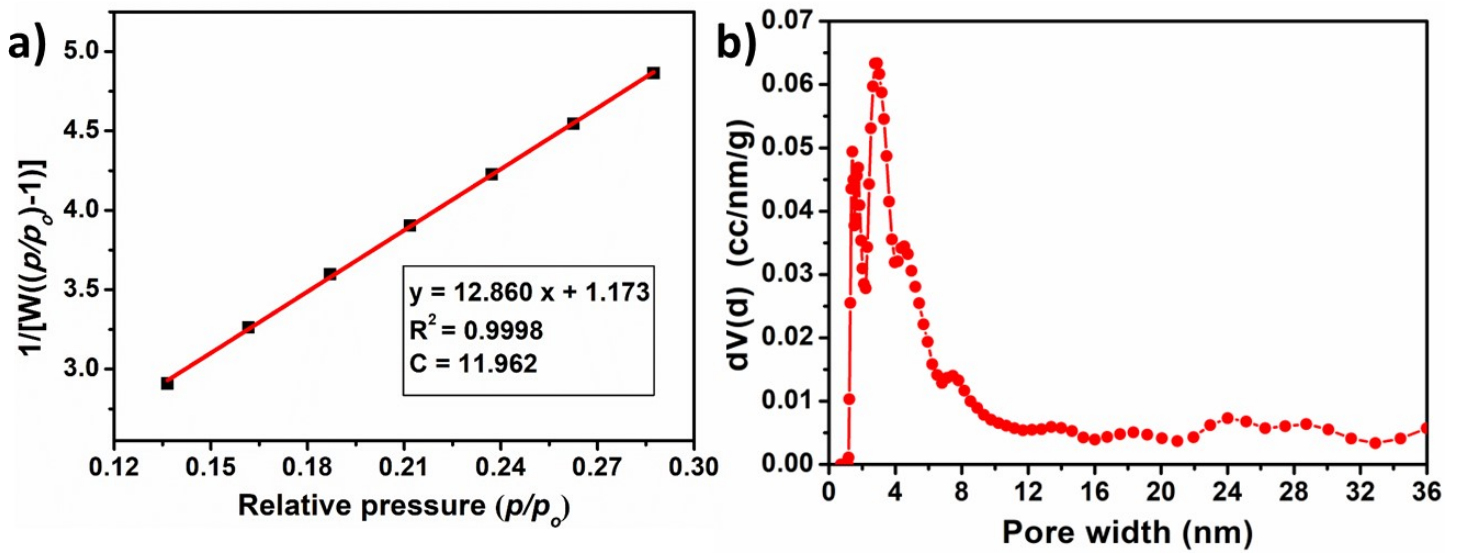 a)
1/[W((p/p₀)-1)]
5.0
4.5
4.0
3.5
3.0
y = 12.860 x + 1.173
R² = 0.9998
C = 11.962
0.12 0.15 0.18 0.21 0.24 0.27 0.30
Relative pressure (p/pₒ)
b)
dV(d) (cc/nm/g)
0.07
0.06
0.05
0.04
0.03
0.02
0.01
0.00
0 4 8 12 16 20 24 28 32 36
Pore width (nm)